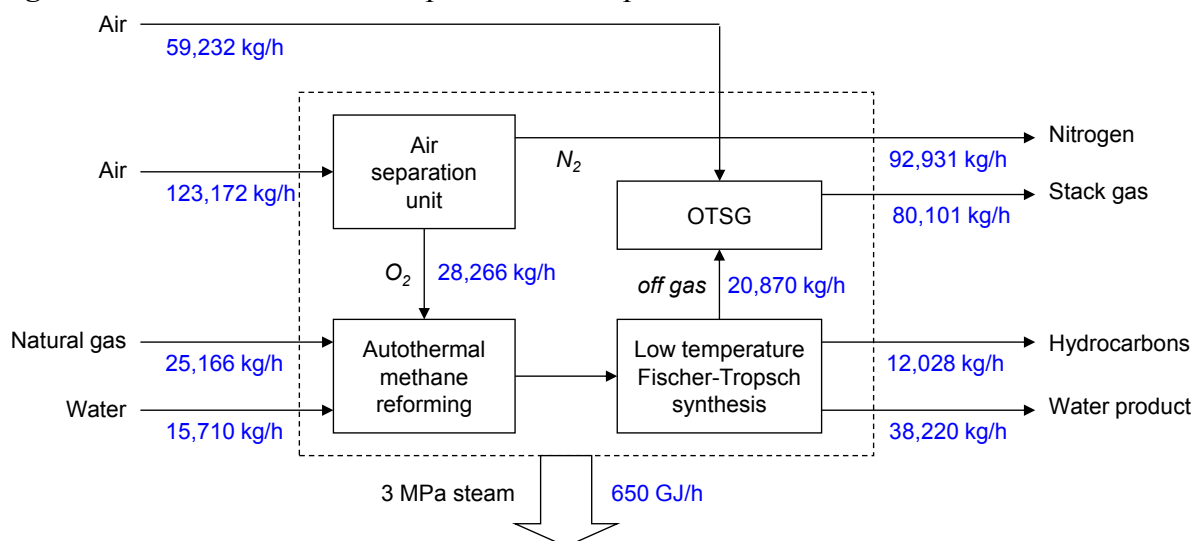 Air
59,232 kg/h
Air
separation
unit
N2
92,931 kg/h
Nitrogen
Air
123,172 kg/h
OTSG
80,101 kg/h
Stack gas
O2
28,266 kg/h
off gas
20,870 kg/h
Natural gas
25,166 kg/h
Autothermal
methane
reforming
Low temperature
Fischer-Tropsch
synthesis
12,028 kg/h
Hydrocarbons
Water
15,710 kg/h
38,220 kg/h
Water product
3 MPa steam
650 GJ/h